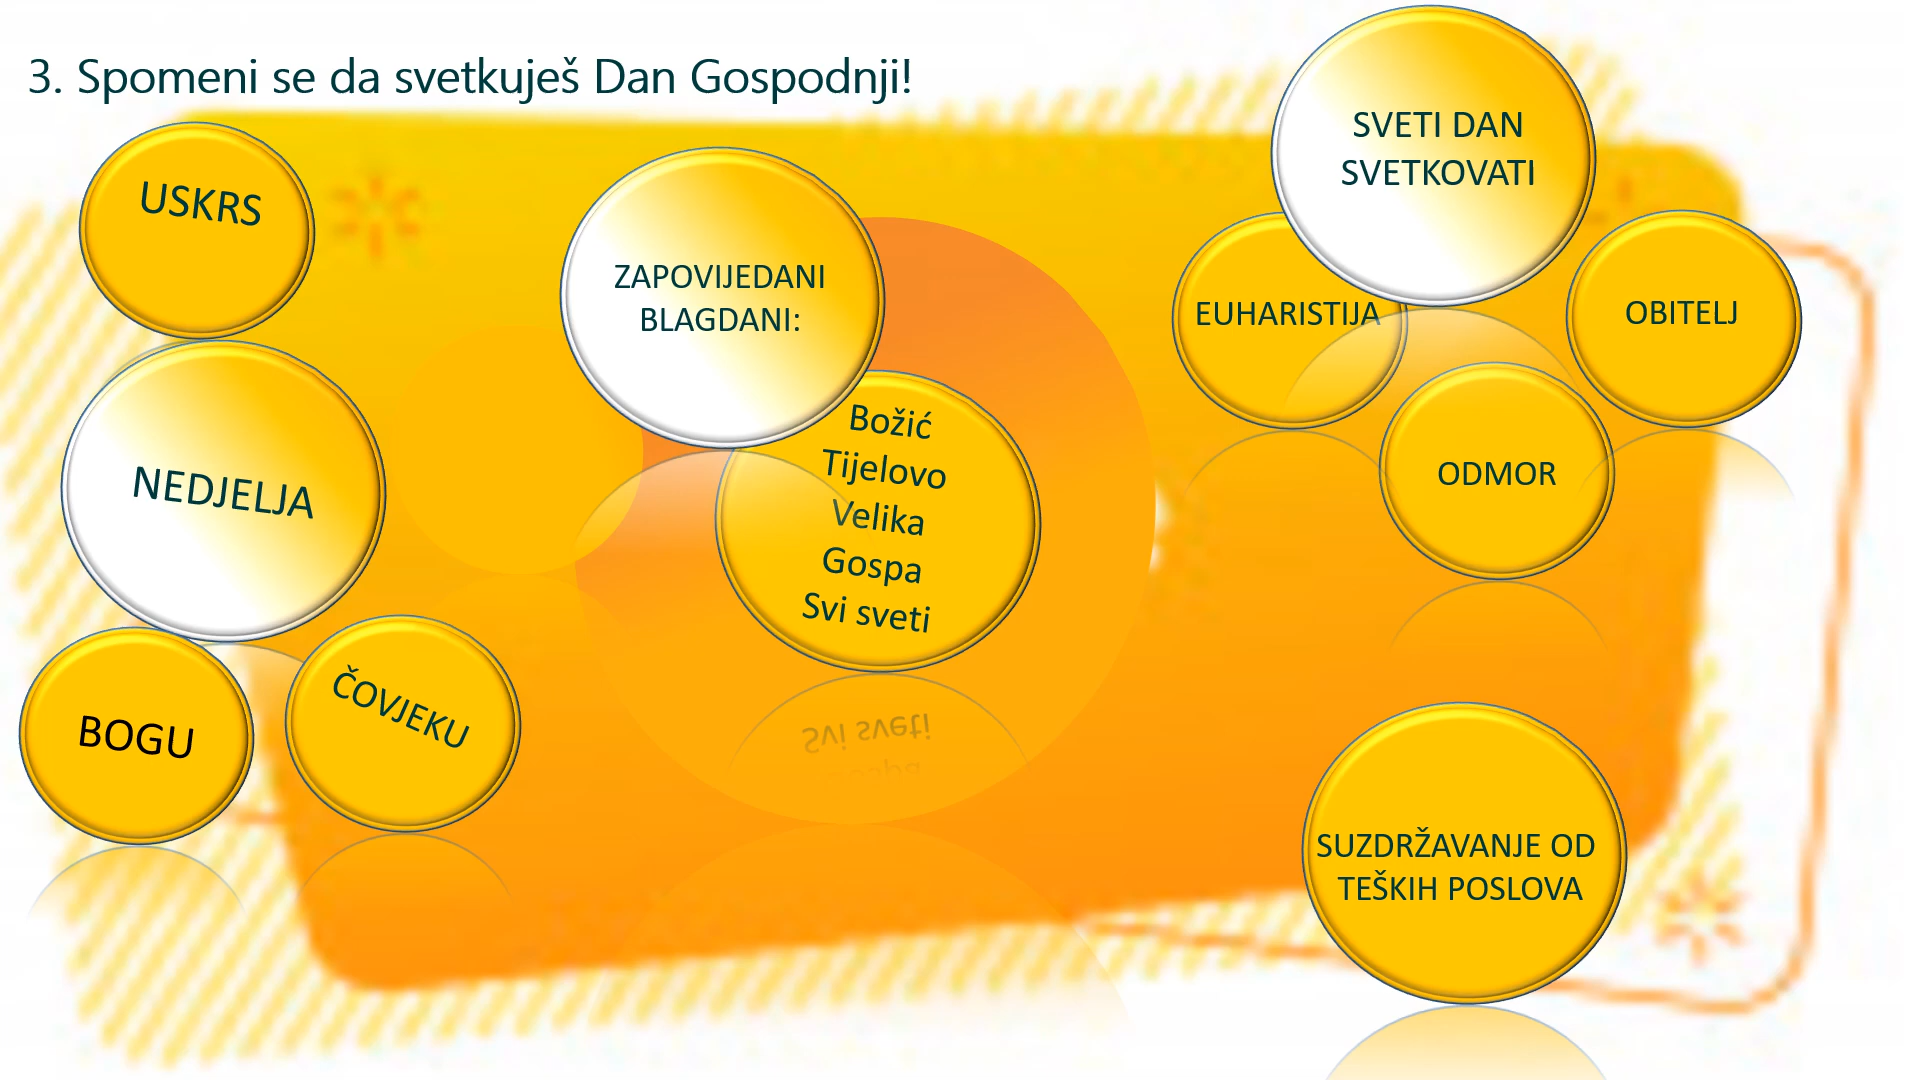 3. Spomeni se da svetkuješ Dan Gospodnji!
USKRS
NEDJELJA
BOGU
ČOVJEKU
ZAPOVIJEDANI
BLAGDANI:
Božić
Tijelovo
Velika
Gospa
Svi sveti
SVETI DAN
SVETKOVATI
EUHARISTIJA
OBITELJ
ODMOR
SUZDRŽAVANJE OD
TEŠKIH POSLOVA